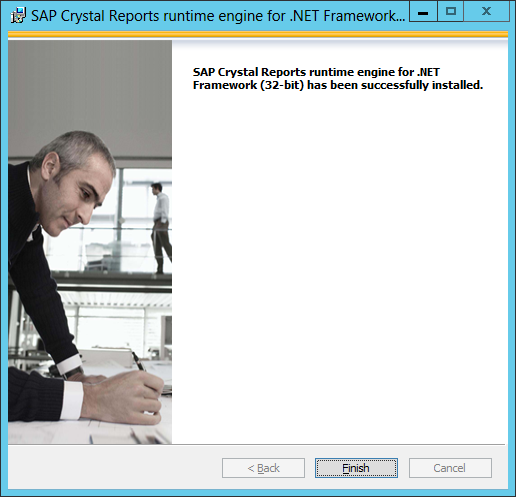 SAP Crystal Reports runtime engine for .NET Framework...
SAP Crystal Reports runtime engine for .NET
Framework (32-bit) has been successfully installed.
< Back
Finish
Cancel